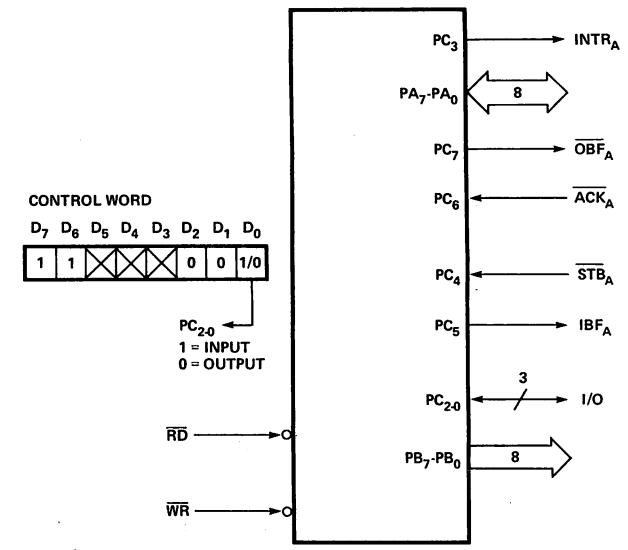 PC3 INTRA
PA7-PA0 8
PC7 OBFA
CONTROL WORD
PC6 ACKA
D7 D6 D5 D4 D3 D2 D1 D0
1 1 0 0 1/0
PC4 STBA
PC2-0
1 = INPUT
0 = OUTPUT
PC5 IBFA
3
PC2-0 I/O
RD
PB7-PB0 8
WR